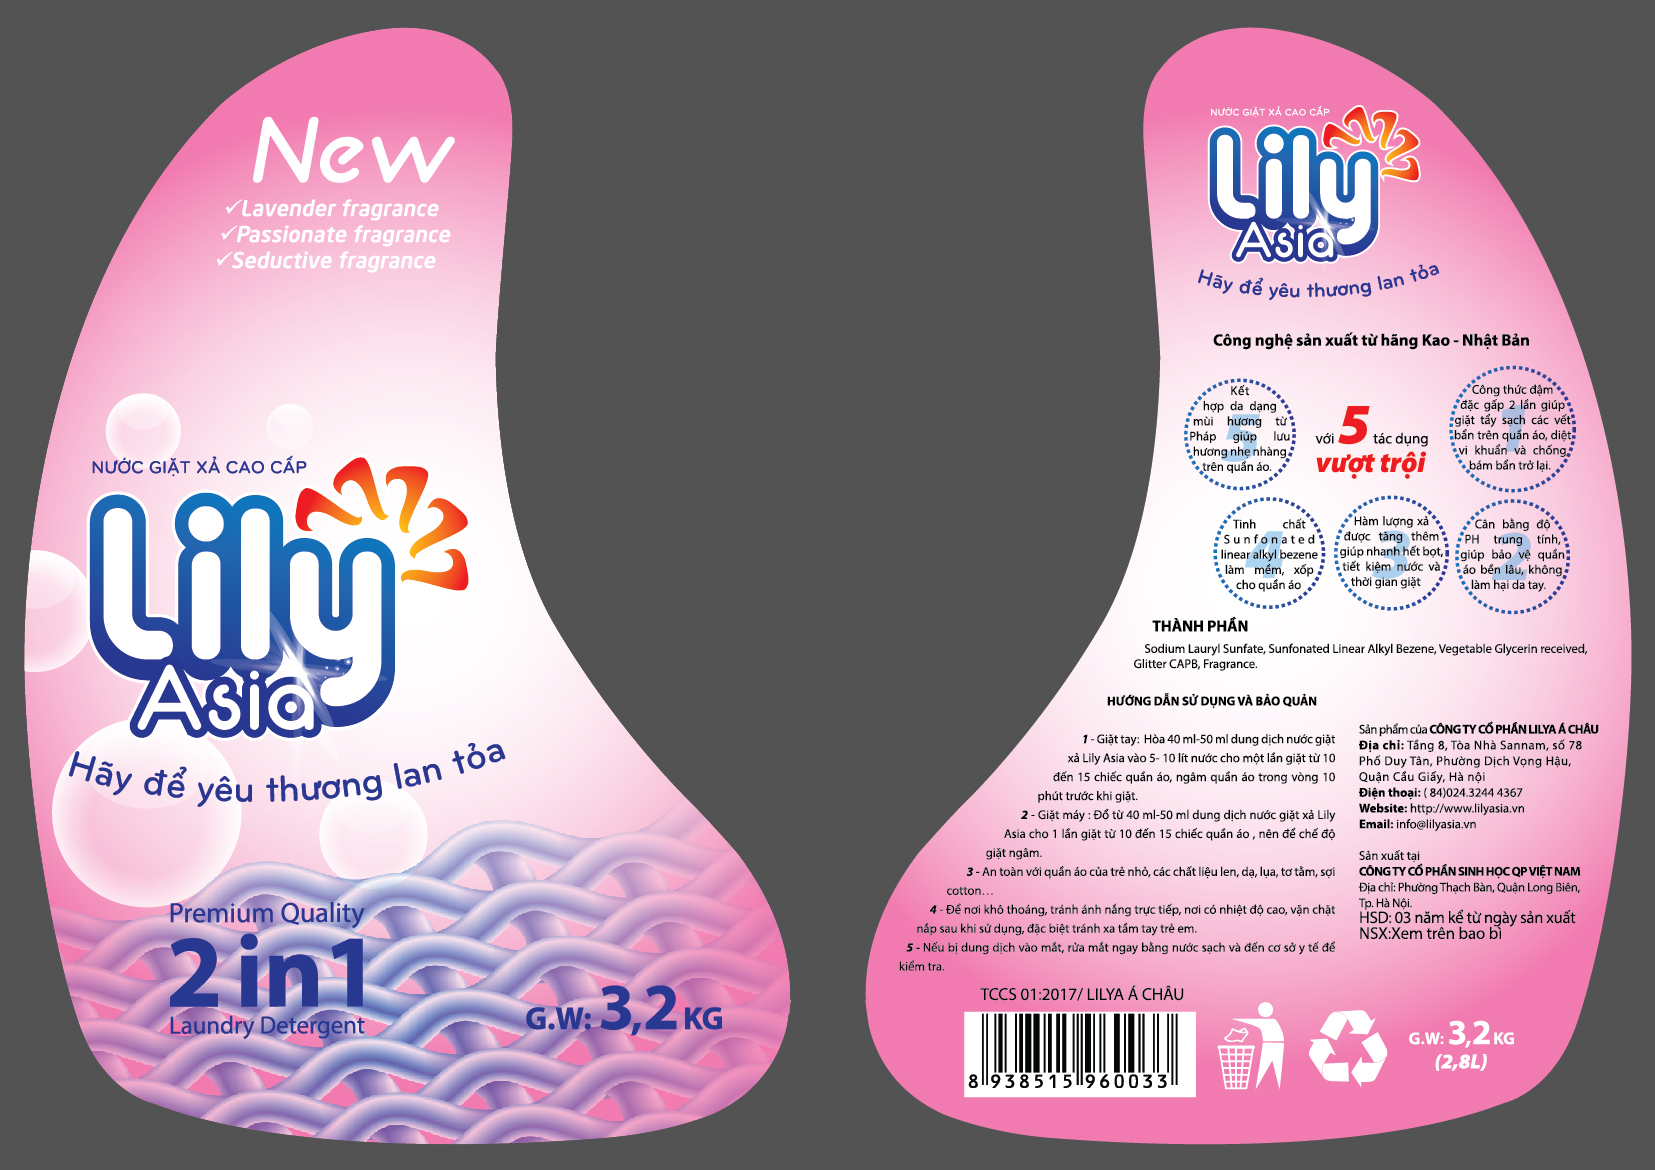 New
✓Lavender fragrance
✓Passionate fragrance
✓Seductive fragrance
NƯỚC GIẶT XẢ CAO CẤP
Lily
Asia
Hãy để yêu thương lan tỏa
Premium Quality
2 in 1
Laundry Detergent
G.W: 3,2 KG
NƯỚC GIẶT XẢ CAO CẤP
Lily
Asia
Hãy để yêu thương lan tỏa
Công nghệ sản xuất từ hãng Kao - Nhật Bản
5
Kết
hợp da dạng
mùi hương từ
Pháp giúp lưu
hương nhẹ nhàng
trên quần áo.
với 5 tác dụng
vượt trội
1
Công thức đậm
đặc gấp 2 lần giúp
giặt tẩy sạch các vết
bẩn trên quần áo, diệt
vi khuẩn và chống
bám bẩn trở lại.
4
Tinh chất
Sunfonated
linear alkyl bezene
làm mềm, xốp
cho quần áo
3
Hàm lượng xả
được tăng thêm
giúp nhanh hết bọt,
tiết kiệm nước và
thời gian giặt
2
Cân bằng độ
PH trung tính,
giúp bảo vệ quần
áo bền lâu, không
làm hại da tay.
THÀNH PHẦN
Sodium Lauryl Sunfate, Sunfonated Linear Alkyl Bezene, Vegetable Glycerin received,
Glitter CAPB, Fragrance.
HƯỚNG DẪN SỬ DỤNG VÀ BẢO QUẢN
1 - Giặt tay: Hòa 40 ml-50 ml dung dịch nước giặt
xả Lily Asia vào 5- 10 lít nước cho một lần giặt từ 10
đến 15 chiếc quần áo, ngâm quần áo trong vòng 10
phút trước khi giặt.
2 - Giặt máy : Đổ từ 40 ml-50 ml dung dịch nước giặt xả Lily
Asia cho 1 lần giặt từ 10 đến 15 chiếc quần áo , nên để chế độ
giặt ngâm.
3 - An toàn với quần áo của trẻ nhỏ, các chất liệu len, dạ, lụa, tơ tằm, sợi
cotton…
4 - Để nơi khô thoáng, tránh ánh nắng trực tiếp, nơi có nhiệt độ cao, vặn chặt
nắp sau khi sử dụng, đặc biệt tránh xa tầm tay trẻ em.
5 - Nếu bị dung dịch vào mắt, rửa mắt ngay bằng nước sạch và đến cơ sở y tế để
kiểm tra.
Sản phẩm của CÔNG TY CỔ PHẦN LILYA Á CHÂU
Địa chỉ: Tầng 8, Tòa Nhà Sannam, số 78
Phố Duy Tân, Phường Dịch Vọng Hậu,
Quận Cầu Giấy, Hà nội
Điện thoại: ( 84)024.3244 4367
Website: http://www.lilyasia.vn
Email: info@lilyasia.vn
Sản xuất tại
CÔNG TY CỔ PHẦN SINH HỌC QP VIỆT NAM
Địa chỉ: Phường Thạch Bàn, Quận Long Biên,
Tp. Hà Nội.
HSD: 03 năm kể từ ngày sản xuất
NSX:Xem trên bao bì
TCCS 01:2017/ LILYA Á CHÂU
8 938515 960033
G.W: 3,2 KG
(2,8L)